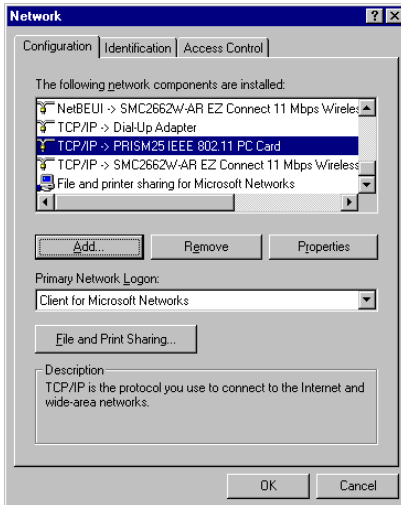 Network
Configuration Identification Access Control
The following network components are installed:
NetBEUI -> SMC2662W-AR EZ Connect 11 Mbps Wireles
TCP/IP -> Dial-Up Adapter
TCP/IP -> PRISM25 IEEE 802.11 PC Card
TCP/IP -> SMC2662W-AR EZ Connect 11 Mbps Wireless
File and printer sharing for Microsoft Networks
Add... Remove Properties
Primary Network Logon:
Client for Microsoft Networks
File and Print Sharing...
Description
TCP/IP is the protocol you use to connect to the Internet and
wide-area networks.
OK Cancel